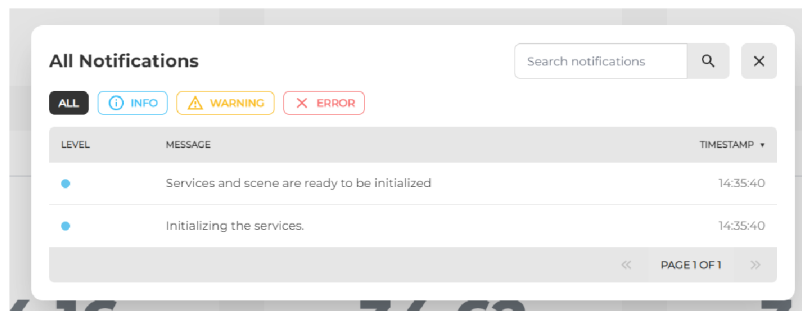 All Notifications
Search notifications
ALL INFO WARNING ERROR
LEVEL MESSAGE TIMESTAMP
Services and scene are ready to be initialized 14:35:40
Initializing the services. 14:35:40
PAGE 1 OF 1